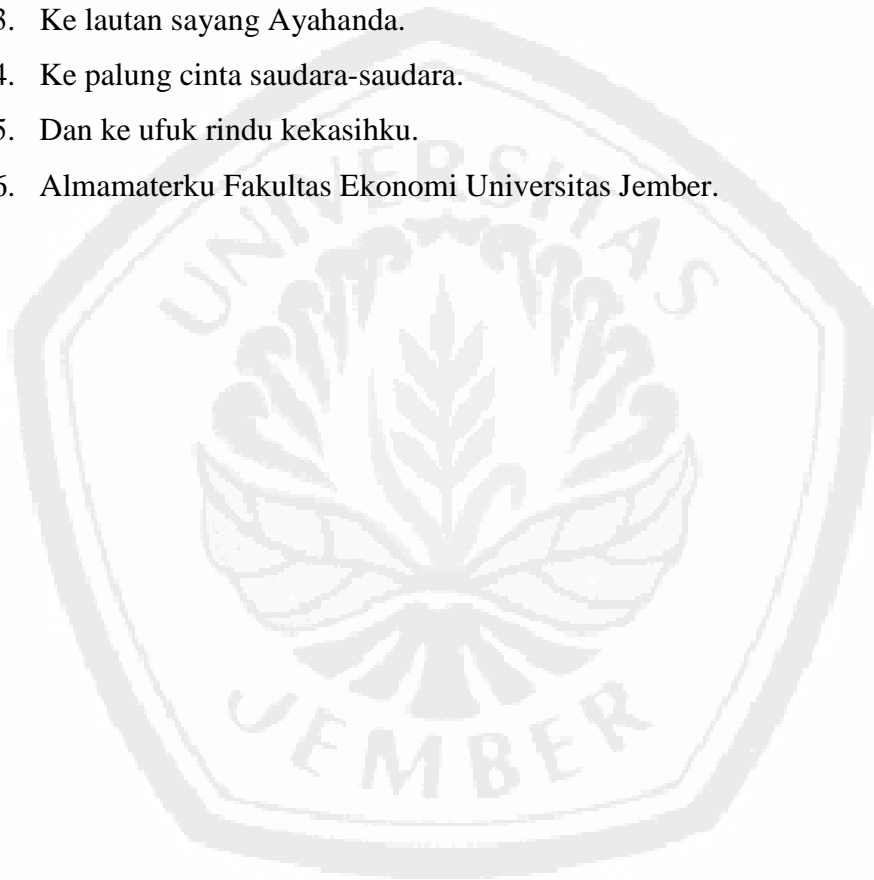 3. Ke lautan sayang Ayahanda.
4. Ke palung cinta saudara-saudara.
5. Dan ke ufuk rindu kekasihku.
6. Almamaterku Fakultas Ekonomi Universitas Jember.
UNIVERSITAS
JEMBER